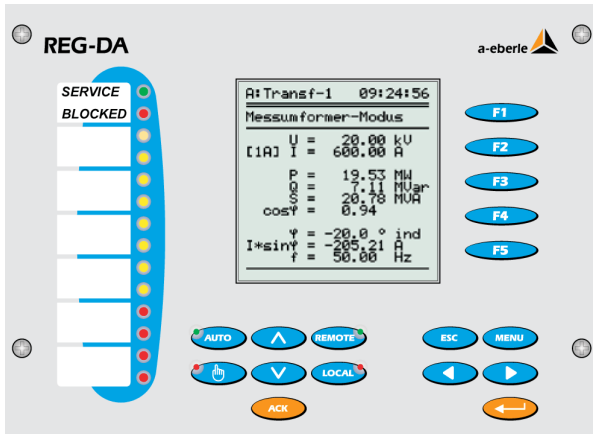 REG-DA
a-eberle
SERVICE
BLOCKED
A:Transf-1 09:24:56
Messumformer-Modus
U = 20.00 kV
[1A] I = 600.00 A
P = 19.53 MW
Q = 7.11 MVar
S = 20.78 MVA
cosφ = 0.94
φ = -20.0 ° ind
I*sinφ = -205.21 A
f = 50.00 Hz
F1
F2
F3
F4
F5
AUTO
REMOTE
ESC
MENU
LOCAL
ACK